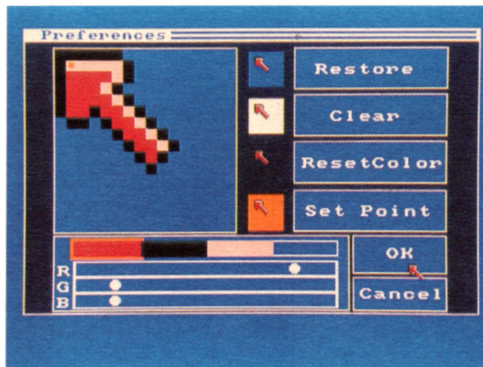 Preferences
Restore
Clear
ResetColor
Set Point
OK
Cancel
R
G
B